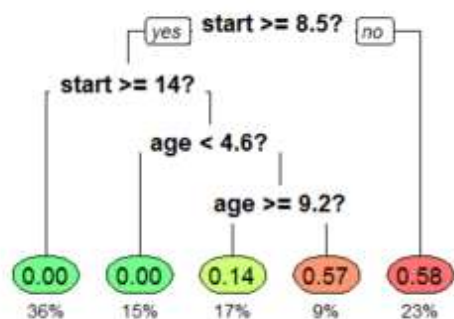 yes start >= 8.5? no
start >= 14?
age < 4.6?
age >= 9.2?
0.00 0.00 0.14 0.57 0.58
36% 15% 17% 9% 23%